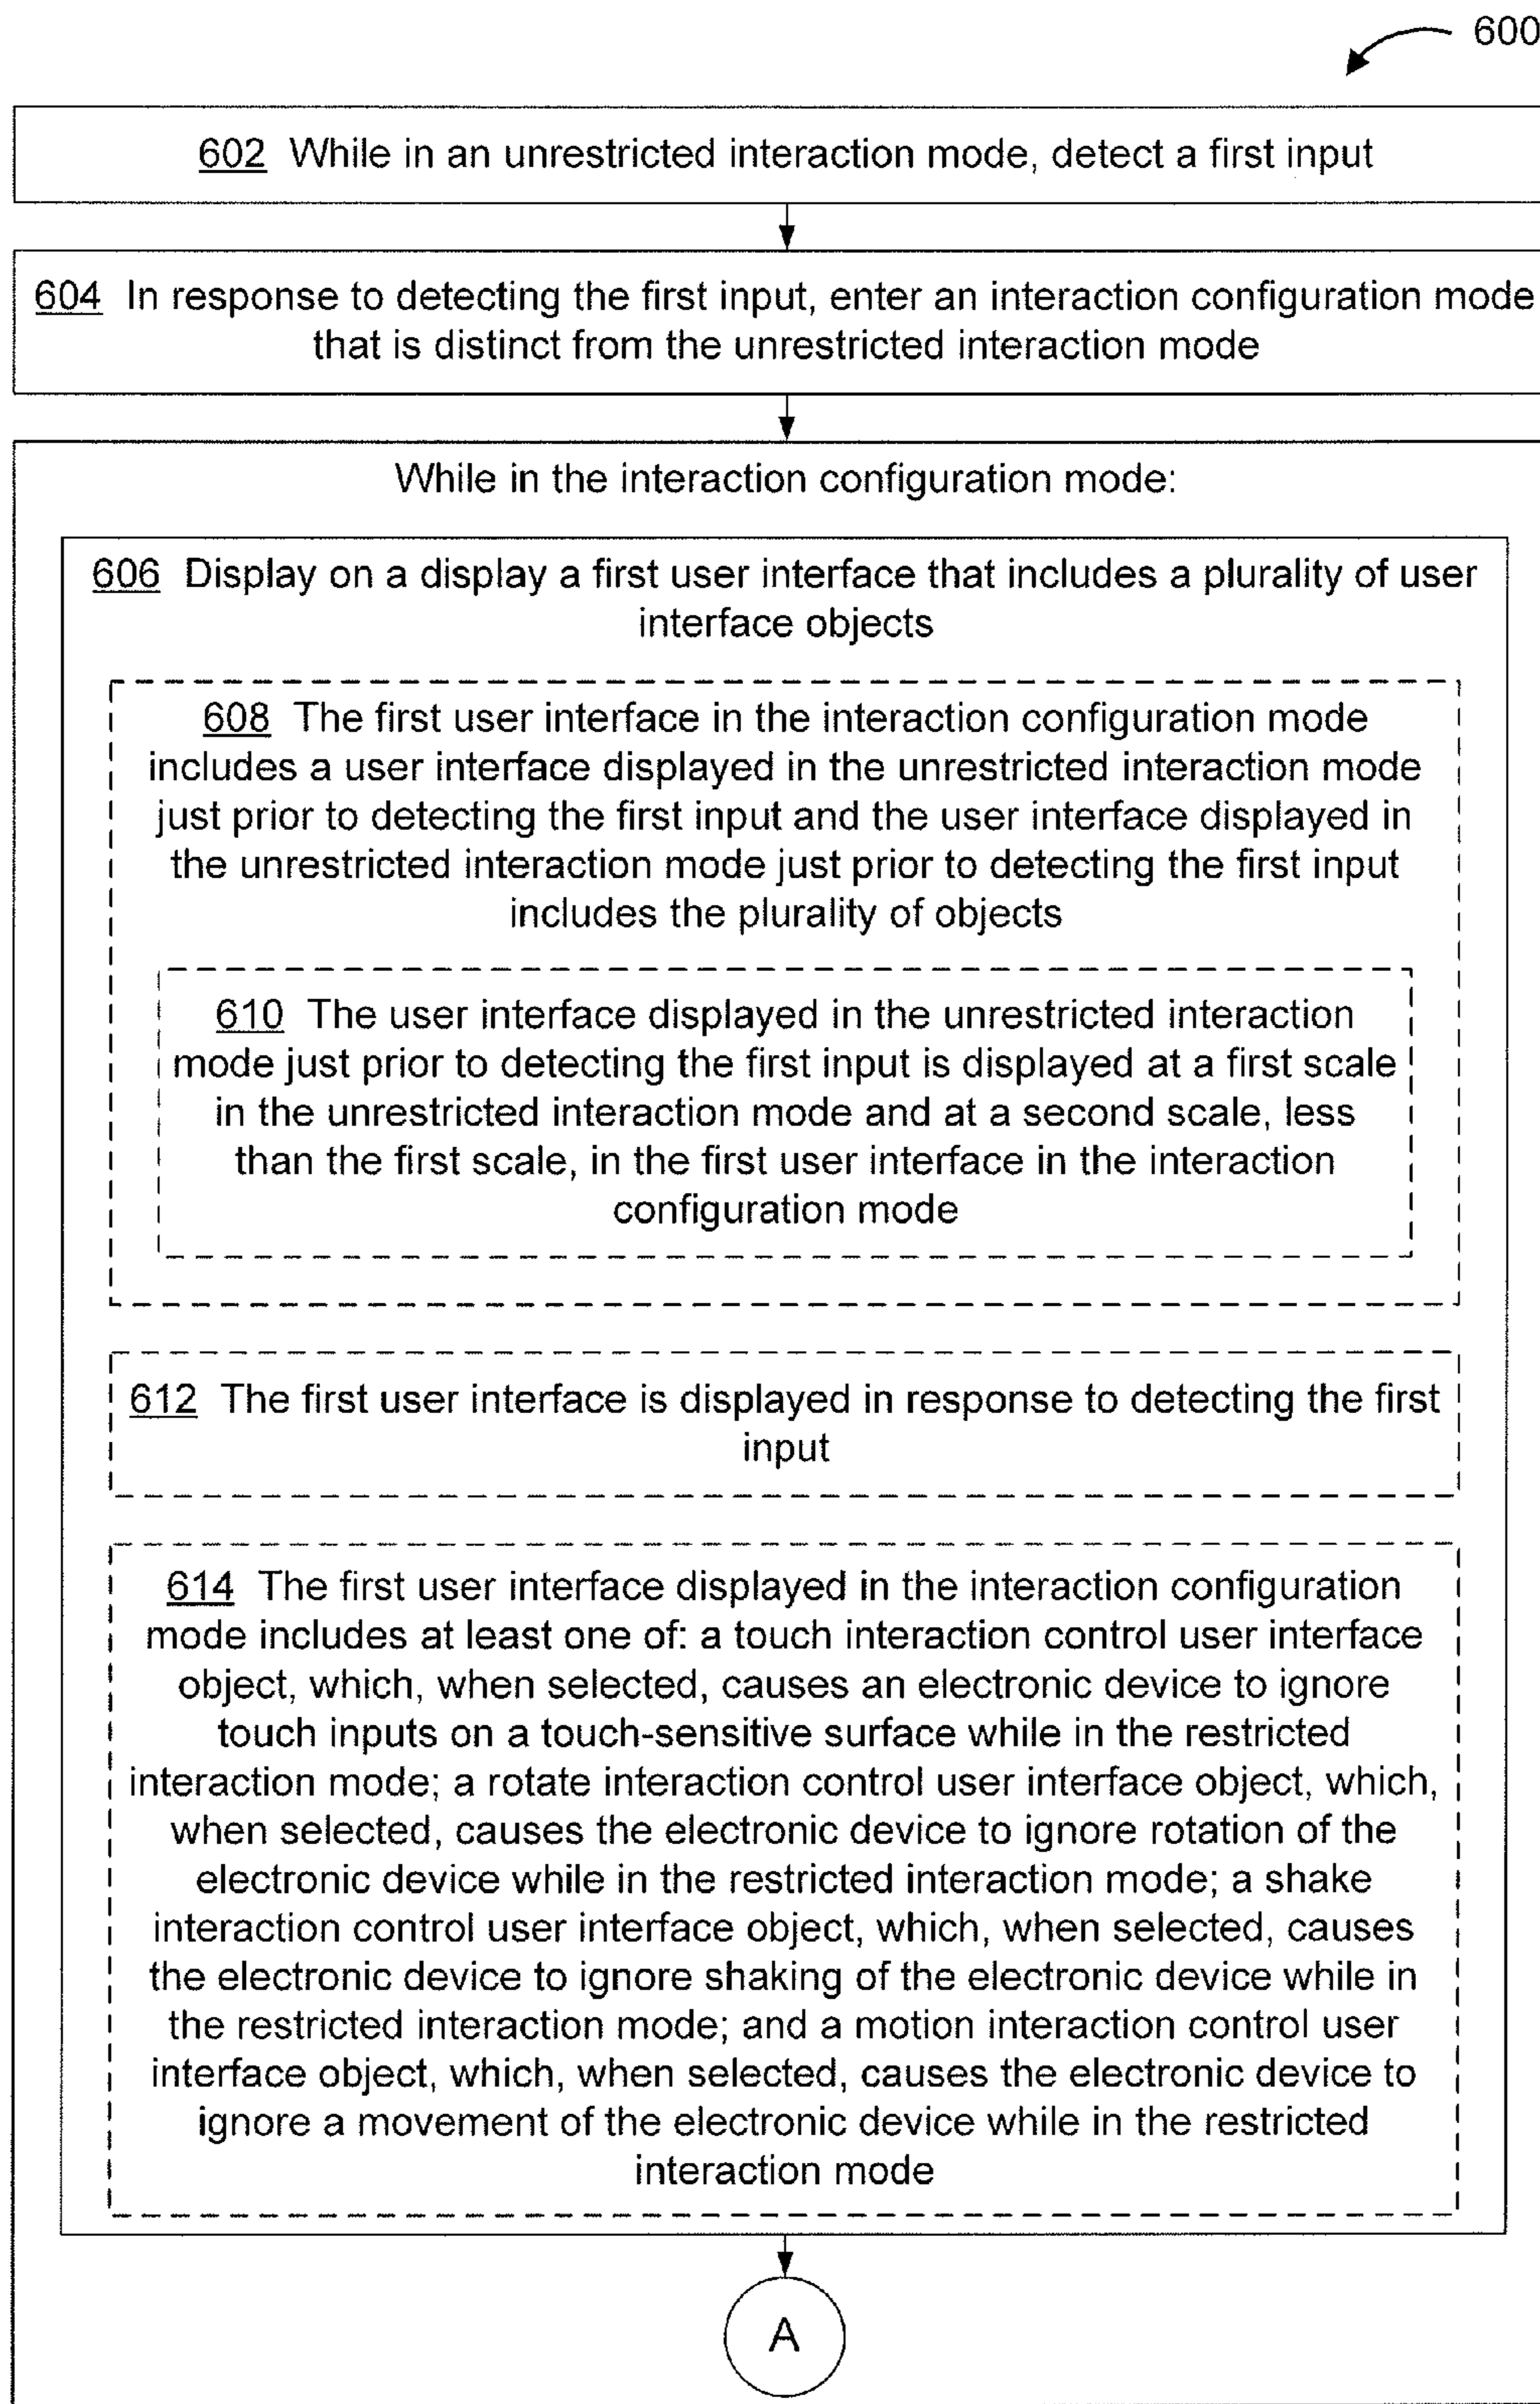 600
602 While in an unrestricted interaction mode, detect a first input
604 In response to detecting the first input, enter an interaction configuration mode
that is distinct from the unrestricted interaction mode
While in the interaction configuration mode:
606 Display on a display a first user interface that includes a plurality of user
interface objects
608 The first user interface in the interaction configuration mode
includes a user interface displayed in the unrestricted interaction mode
just prior to detecting the first input and the user interface displayed in
the unrestricted interaction mode just prior to detecting the first input
includes the plurality of objects
610 The user interface displayed in the unrestricted interaction
mode just prior to detecting the first input is displayed at a first scale
in the unrestricted interaction mode and at a second scale, less
than the first scale, in the first user interface in the interaction
configuration mode
612 The first user interface is displayed in response to detecting the first
input
614 The first user interface displayed in the interaction configuration
mode includes at least one of: a touch interaction control user interface
object, which, when selected, causes an electronic device to ignore
touch inputs on a touch-sensitive surface while in the restricted
interaction mode; a rotate interaction control user interface object, which,
when selected, causes the electronic device to ignore rotation of the
electronic device while in the restricted interaction mode; a shake
interaction control user interface object, which, when selected, causes
the electronic device to ignore shaking of the electronic device while in
the restricted interaction mode; and a motion interaction control user
interface object, which, when selected, causes the electronic device to
ignore a movement of the electronic device while in the restricted
interaction mode
A